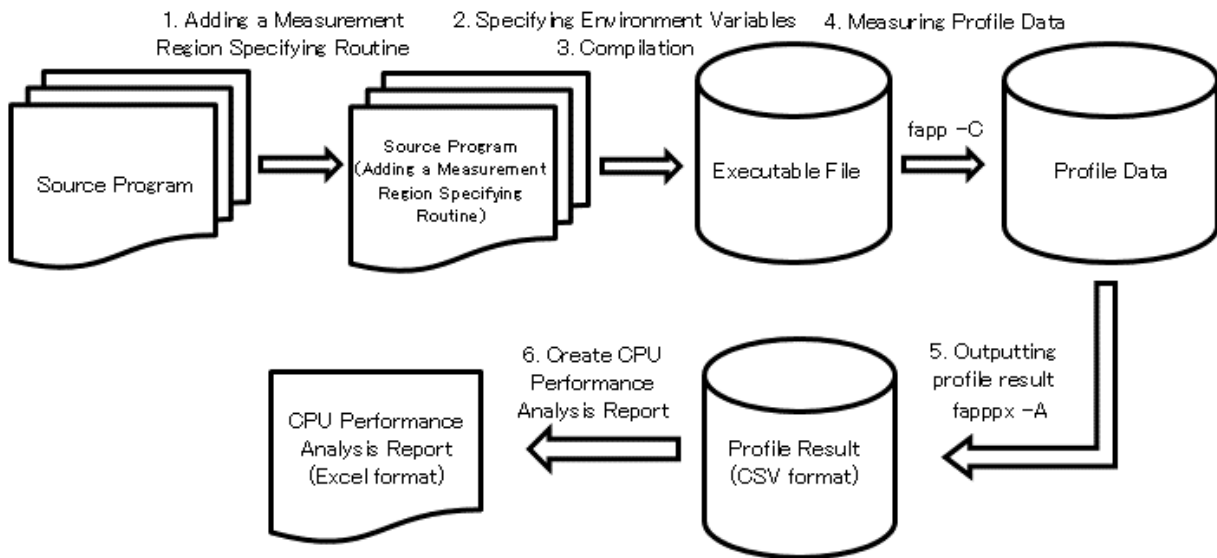 1. Adding a Measurement
Region Specifying Routine
2. Specifying Environment Variables
3. Compilation
4. Measuring Profile Data
Source Program
Source Program
(Adding a Measurement
Region Specifying
Routine)
Executable File
fapp -C
Profile Data
5. Outputting
profile result
fapppx -A
Profile Result
(CSV format)
6. Create CPU
Performance
Analysis Report
CPU Performance
Analysis Report
(Excel format)